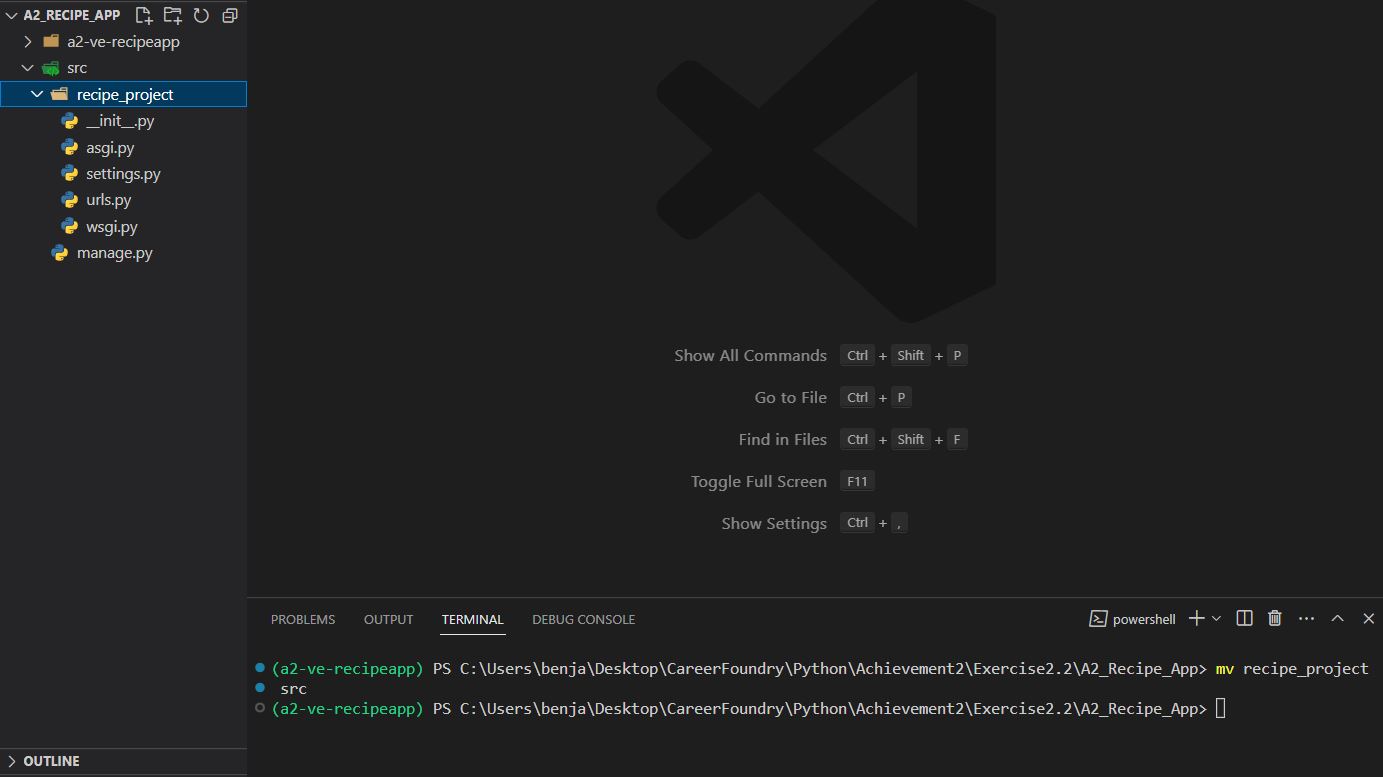 A2_RECIPE_APP
a2-ve-recipeapp
src
recipe_project
__init__.py
asgi.py
settings.py
urls.py
wsgi.py
manage.py
OUTLINE
Show All Commands Ctrl + Shift + P
Go to File Ctrl + P
Find in Files Ctrl + Shift + F
Toggle Full Screen F11
Show Settings Ctrl + ,
PROBLEMS OUTPUT TERMINAL DEBUG CONSOLE powershell
(a2-ve-recipeapp) PS C:\Users\benja\Desktop\CareerFoundry\Python\Achievement2\Exercise2.2\A2_Recipe_App> mv recipe_project
src
(a2-ve-recipeapp) PS C:\Users\benja\Desktop\CareerFoundry\Python\Achievement2\Exercise2.2\A2_Recipe_App>